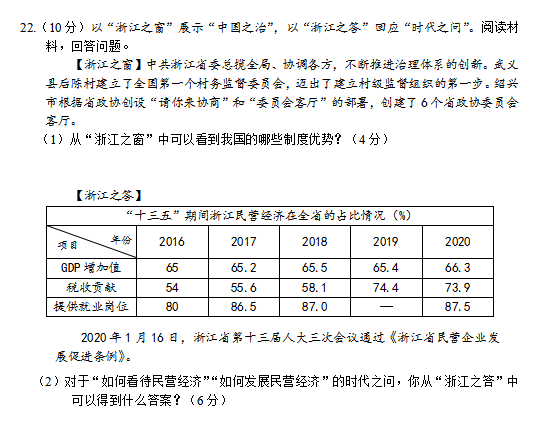 22.（10分）以“浙江之窗”展示“中国之治”，以“浙江之答”回应“时代之问”。阅读材
料，回答问题。
【浙江之窗】中共浙江省委总揽全局、协调各方，不断推进治理体系的创新。武义
县后陈村建立了全国第一个村务监督委员会，迈出了建立村级监督组织的第一步。绍兴
市根据省政协创设“请你来协商”和“委员会客厅”的部署，创建了6个省政协委员会
客厅。
（1）从“浙江之窗”中可以看到我国的哪些制度优势？（4分）
【浙江之答】
“十三五”期间浙江民营经济在全省的占比情况（%）
项目 年份 2016 2017 2018 2019 2020
GDP增加值 65 65.2 65.5 65.4 66.3
税收贡献 54 55.6 58.1 74.4 73.9
提供就业岗位 80 86.5 87.0 — 87.5
2020年1月16日，浙江省第十三届人大三次会议通过《浙江省民营企业发
展促进条例》。
（2）对于“如何看待民营经济”“如何发展民营经济”的时代之问，你从“浙江之答”中
可以得到什么答案？（6分）